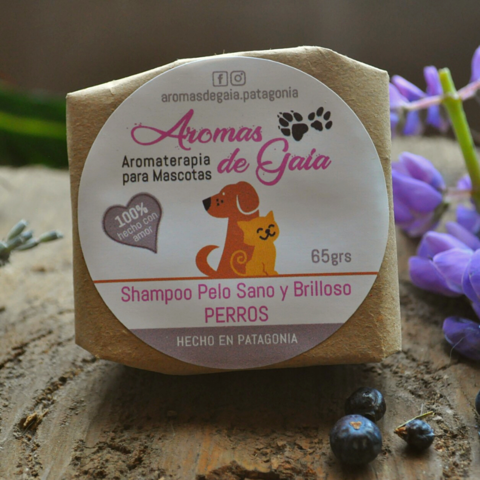 aromasdegaia.patagonia
Aromas
de Gaia
Aromaterapia
para Mascotas
100%
hecho con
amor
65grs
Shampoo Pelo Sano y Brilloso
PERROS
HECHO EN PATAGONIA